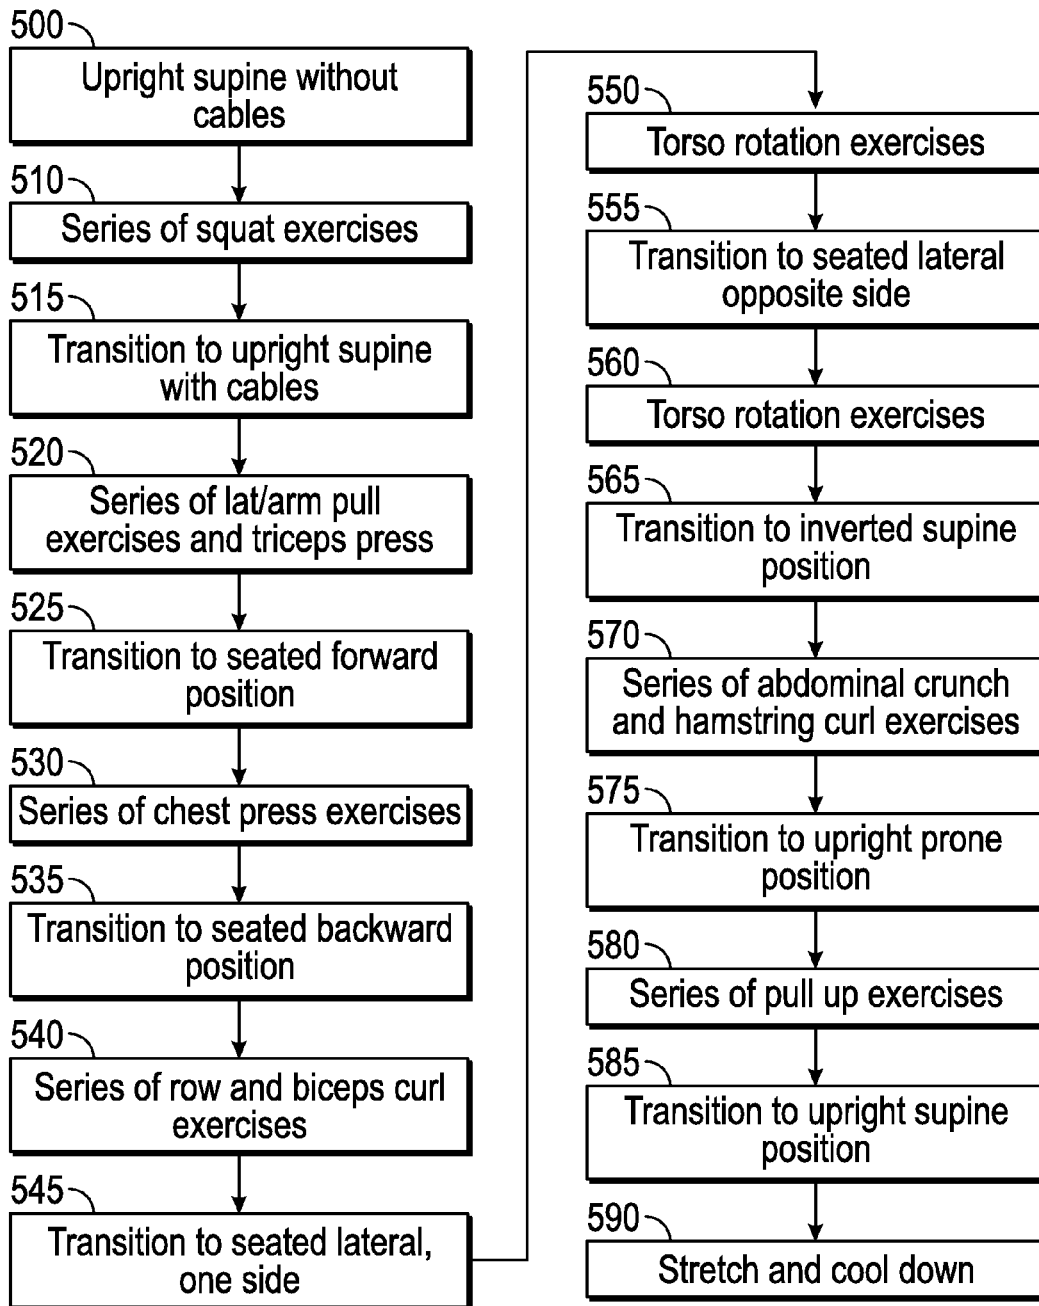 500
Upright supine without
cables
510
Series of squat exercises
515
Transition to upright supine
with cables
520
Series of lat/arm pull
exercises and triceps press
525
Transition to seated forward
position
530
Series of chest press exercises
535
Transition to seated backward
position
540
Series of row and biceps curl
exercises
545
Transition to seated lateral,
one side
550
Torso rotation exercises
555
Transition to seated lateral
opposite side
560
Torso rotation exercises
565
Transition to inverted supine
position
570
Series of abdominal crunch
and hamstring curl exercises
575
Transition to upright prone
position
580
Series of pull up exercises
585
Transition to upright supine
position
590
Stretch and cool down